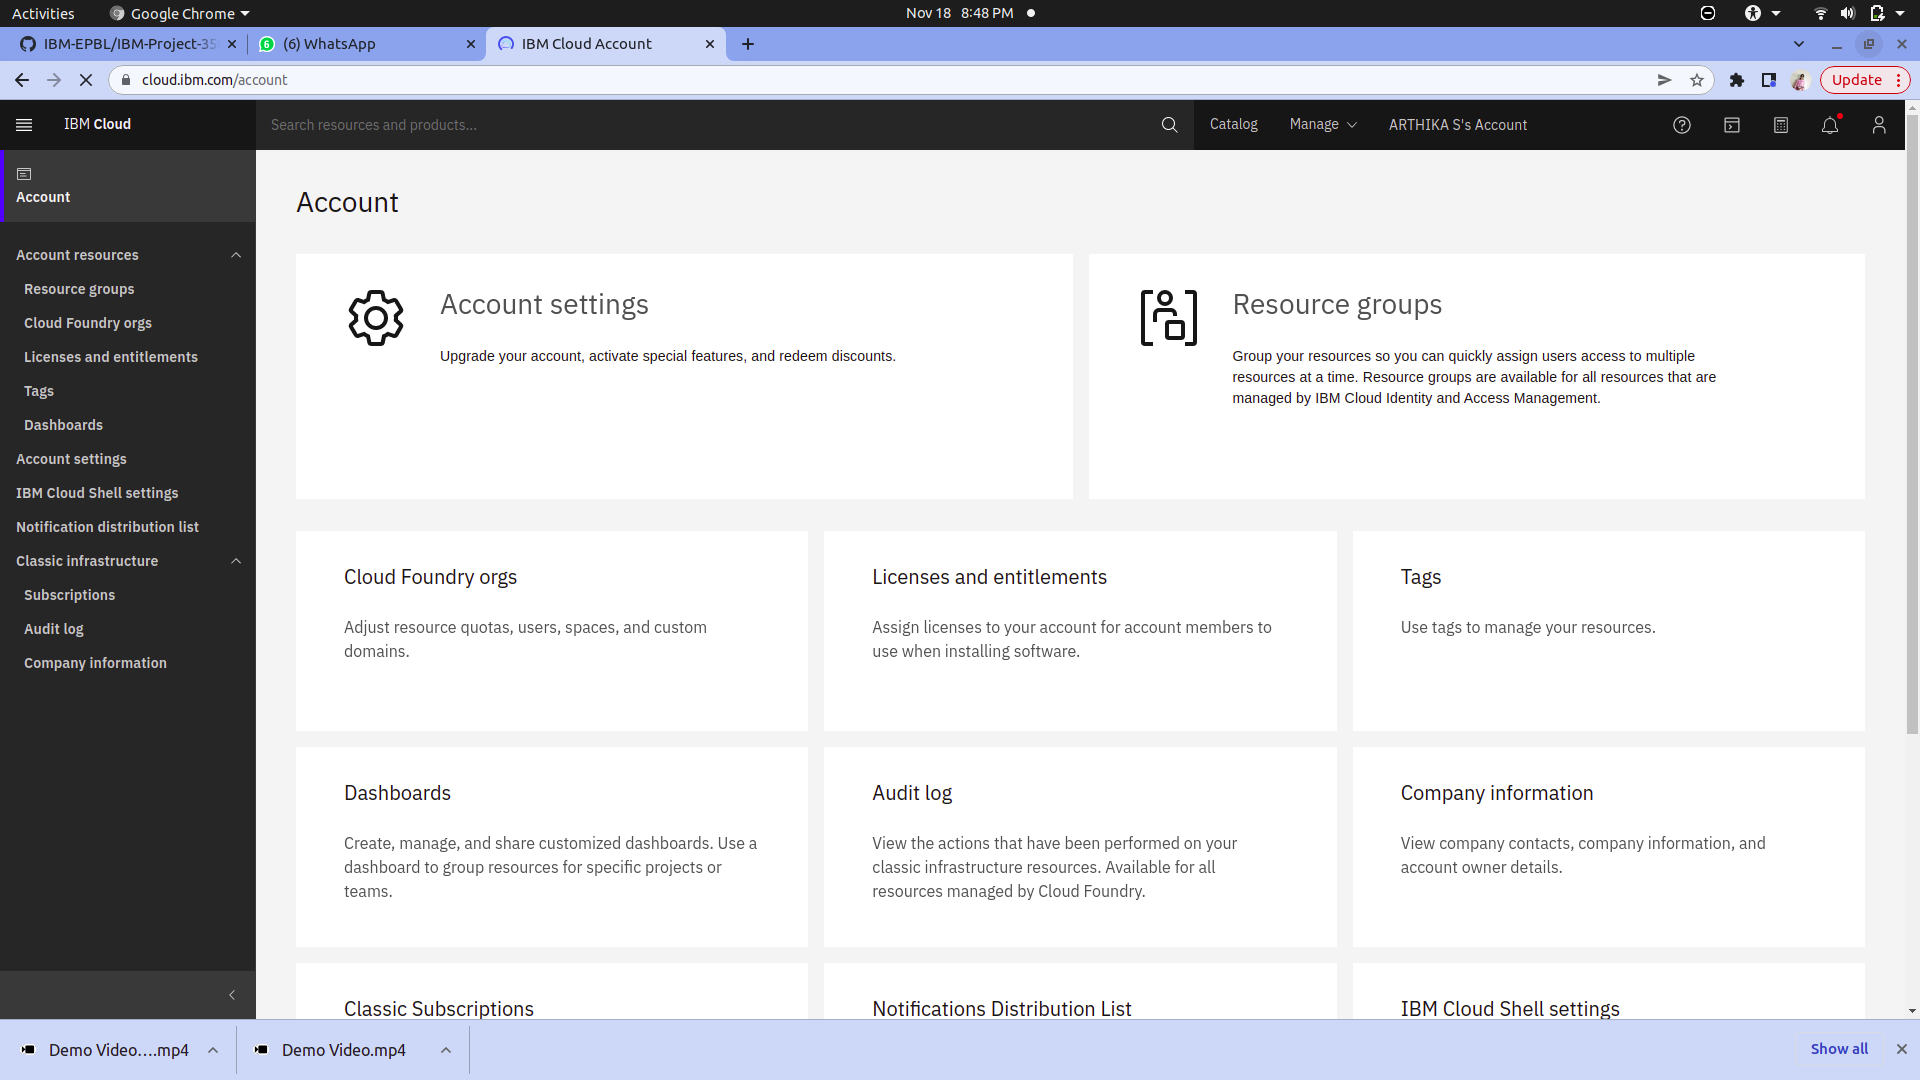 Activities
Google Chrome
Nov 18 8:48 PM
IBM-EPBL/IBM-Project-35
6
(6) WhatsApp
IBM Cloud Account
cloud.ibm.com/account
Update
IBM Cloud
Search resources and products...
Catalog
Manage
ARTHIKA S's Account
Account
Account resources
Resource groups
Cloud Foundry orgs
Licenses and entitlements
Tags
Dashboards
Account settings
IBM Cloud Shell settings
Notification distribution list
Classic infrastructure
Subscriptions
Audit log
Company information
Account
Account settings
Upgrade your account, activate special features, and redeem discounts.
Resource groups
Group your resources so you can quickly assign users access to multiple
resources at a time. Resource groups are available for all resources that are
managed by IBM Cloud Identity and Access Management.
Cloud Foundry orgs
Adjust resource quotas, users, spaces, and custom
domains.
Licenses and entitlements
Assign licenses to your account for account members to
use when installing software.
Tags
Use tags to manage your resources.
Dashboards
Create, manage, and share customized dashboards. Use a
dashboard to group resources for specific projects or
teams.
Audit log
View the actions that have been performed on your
classic infrastructure resources. Available for all
resources managed by Cloud Foundry.
Company information
View company contacts, company information, and
account owner details.
Classic Subscriptions
Notifications Distribution List
IBM Cloud Shell settings
Demo Video....mp4
Demo Video.mp4
Show all